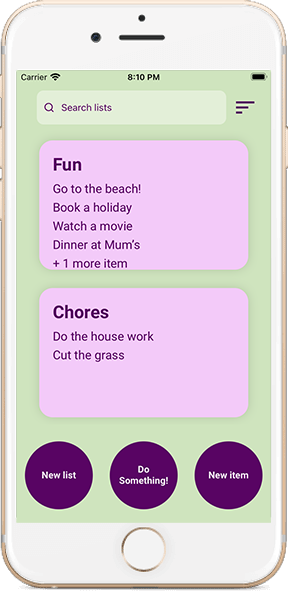 Carrier 8:10 PM
Search lists
Fun
Go to the beach!
Book a holiday
Watch a movie
Dinner at Mum's
+ 1 more item
Chores
Do the house work
Cut the grass
New list
Do
Something!
New item